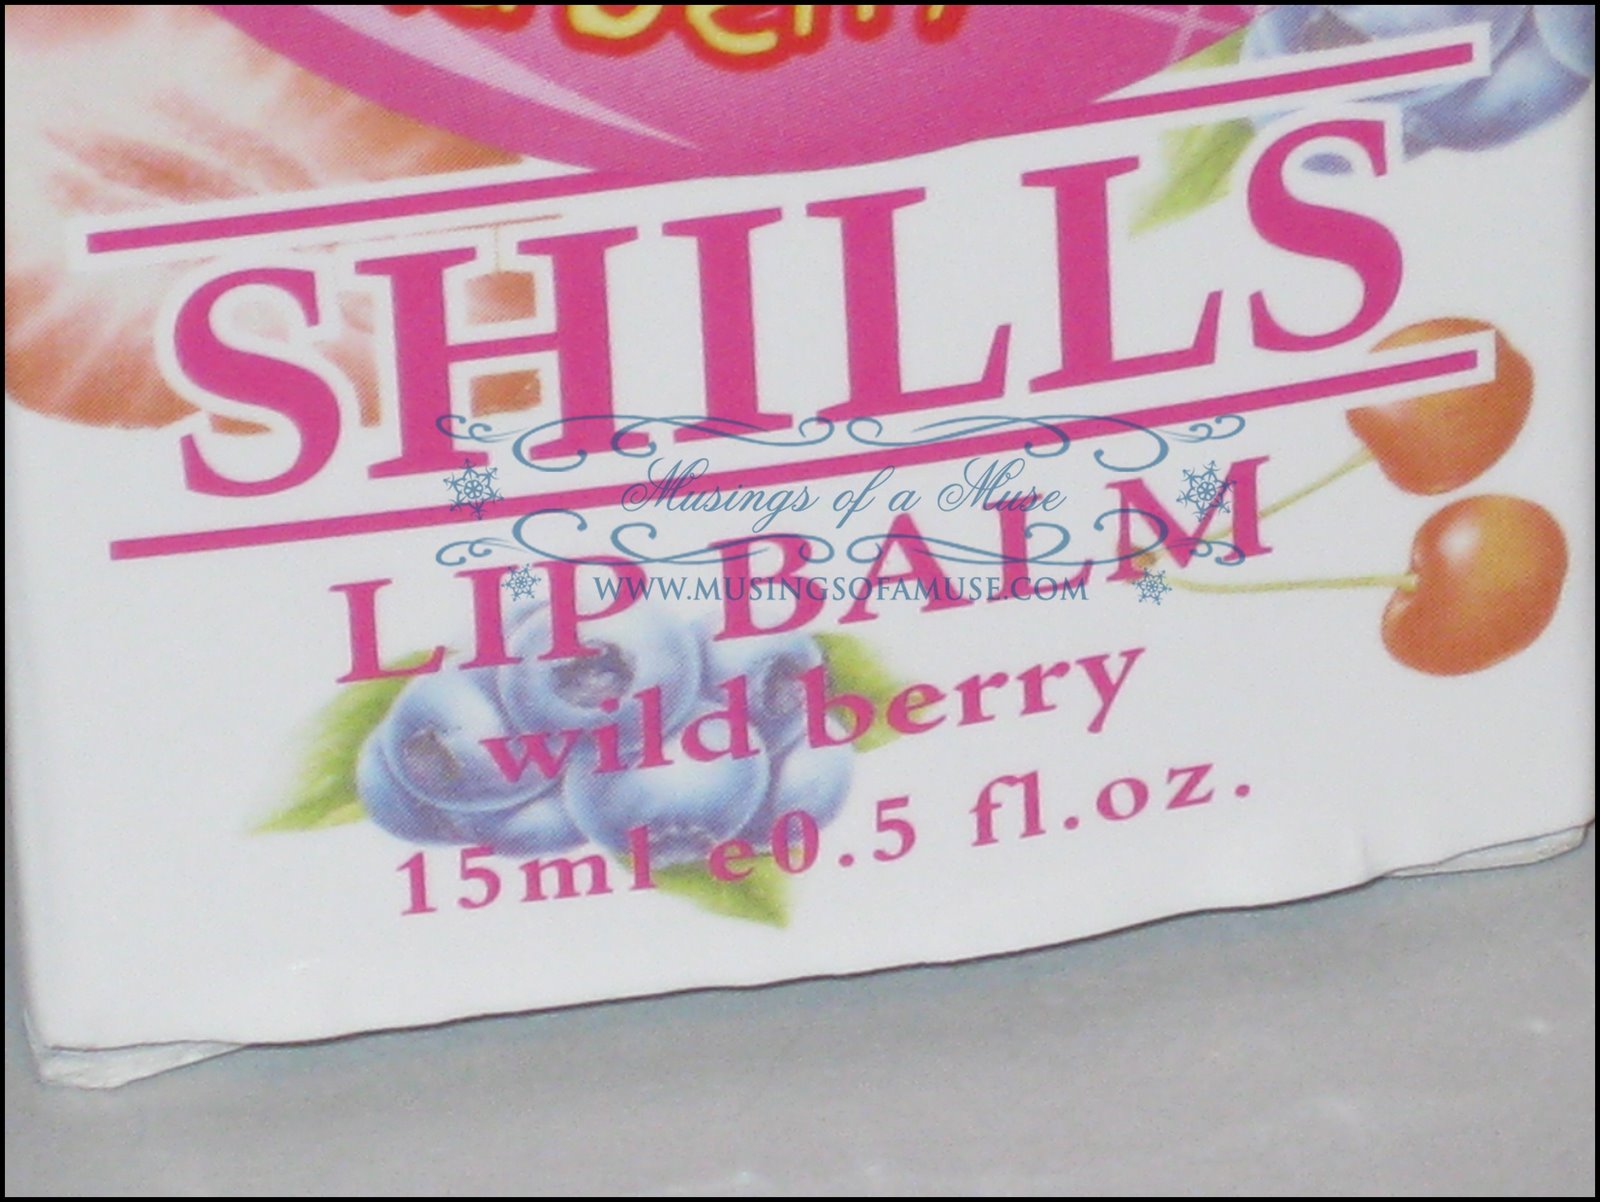 SHILLS
LIP BALM
Musings of a Muse
WWW.MUSINGSOFAMUSE.COM
wild berry
15ml e0.5 fl.oz.